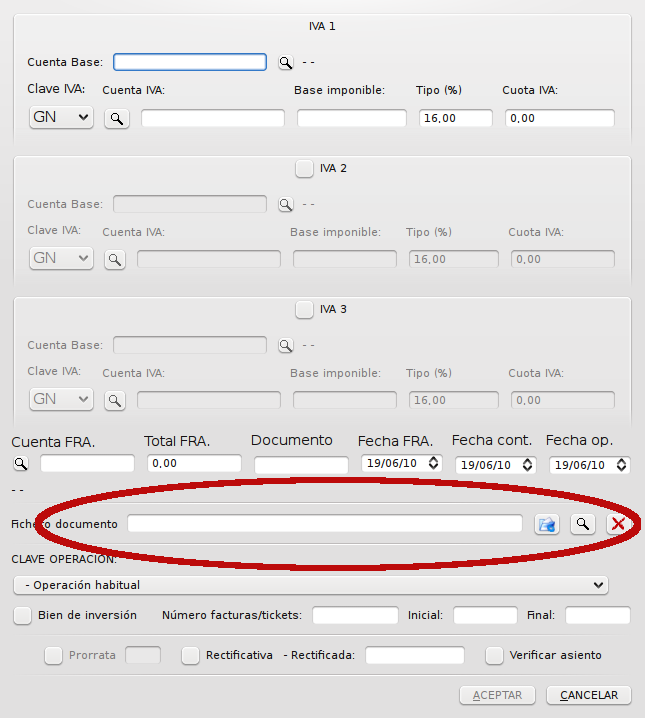 IVA 1
Cuenta Base: - -
Clave IVA: Cuenta IVA: Base imponible: Tipo (%) Cuota IVA:
GN 16,00 0,00
IVA 2
Cuenta Base: - -
Clave IVA: Cuenta IVA: Base imponible: Tipo (%) Cuota IVA:
GN 16,00 0,00
IVA 3
Cuenta Base: - -
Clave IVA: Cuenta IVA: Base imponible: Tipo (%) Cuota IVA:
GN 16,00 0,00
Cuenta FRA. Total FRA. Documento Fecha FRA. Fecha cont. Fecha op.
0,00 19/06/10 19/06/10 19/06/10
- -
Fichero documento
CLAVE OPERACIÓN:
- Operación habitual
Bien de inversión Número facturas/tickets: Inicial: Final:
Prorrata Rectificativa - Rectificada: Verificar asiento
ACEPTAR CANCELAR